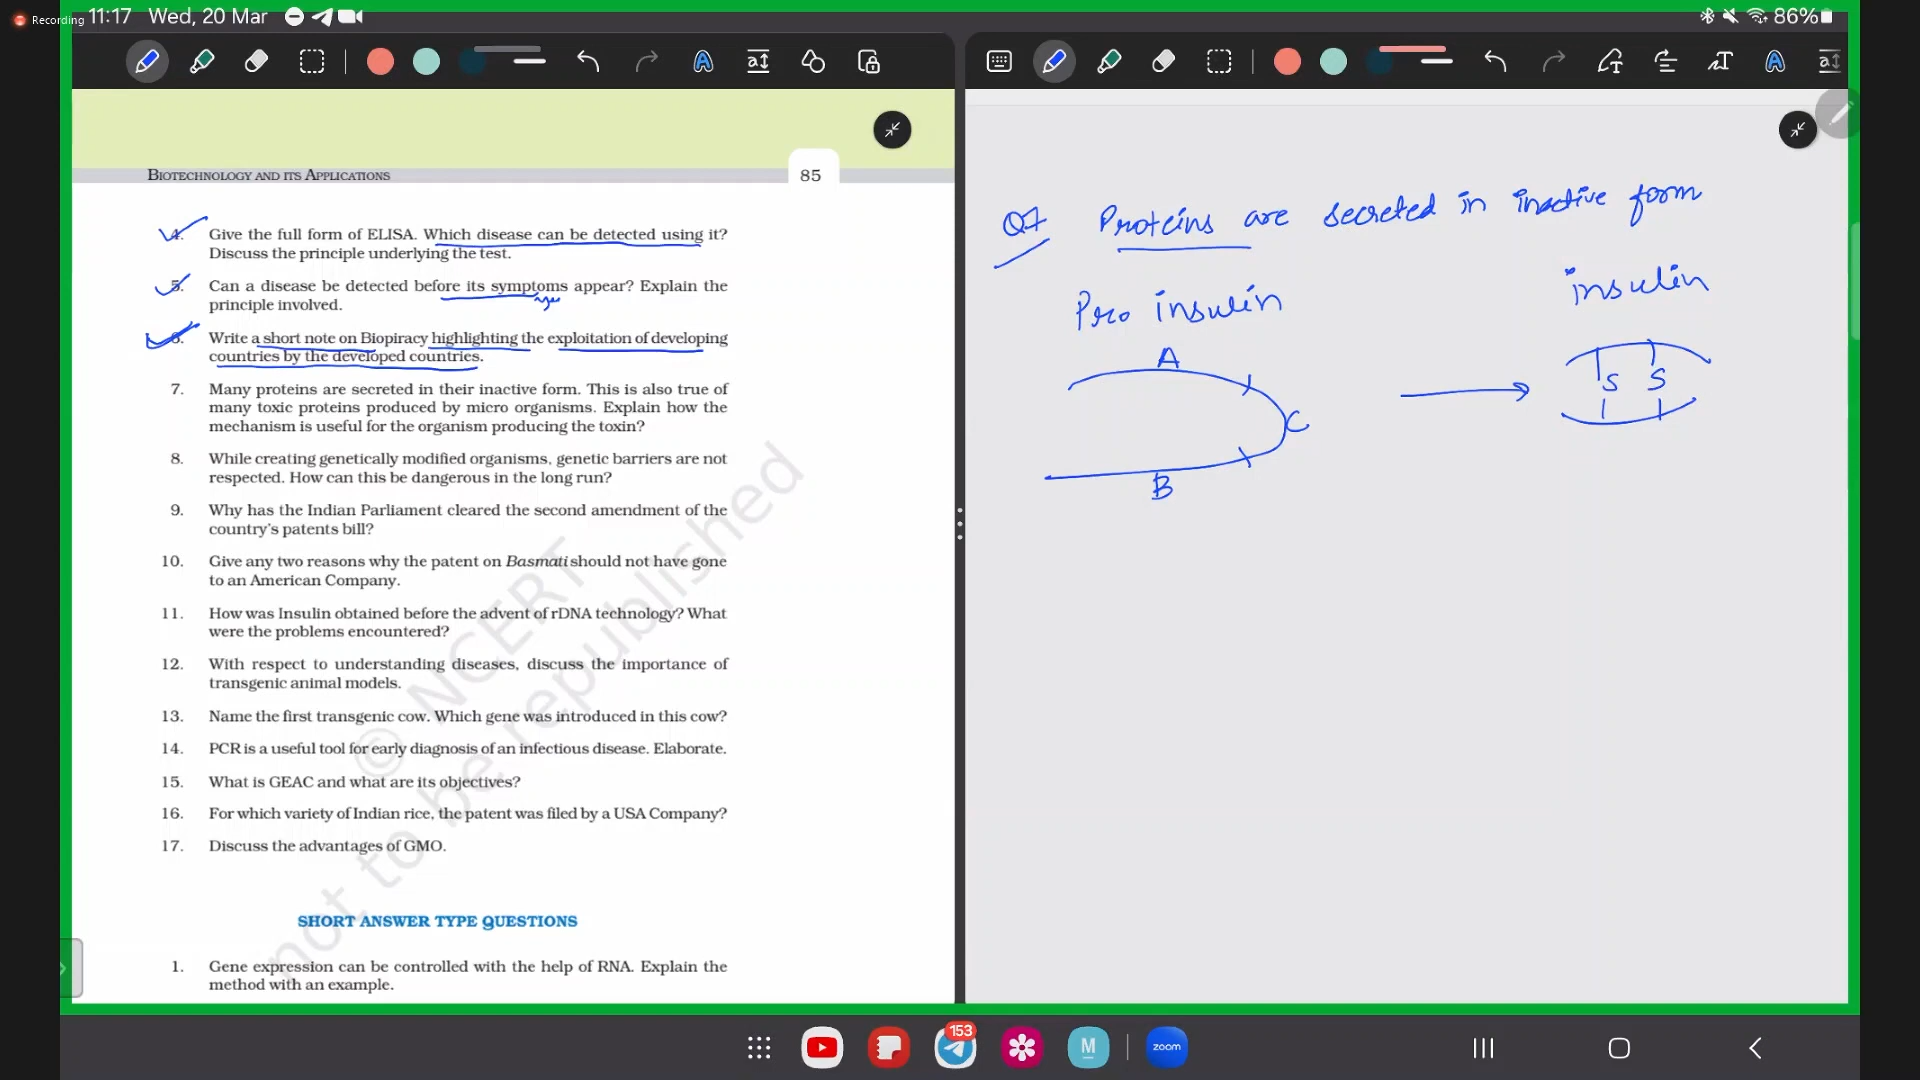 Recording 11:17 Wed, 20 Mar 86%
BIOTECHNOLOGY AND ITS APPLICATIONS 85
4. Give the full form of ELISA. Which disease can be detected using it?
Discuss the principle underlying the test.
5. Can a disease be detected before its symptoms appear? Explain the
principle involved.
6. Write a short note on Biopiracy highlighting the exploitation of developing
countries by the developed countries.
7. Many proteins are secreted in their inactive form. This is also true of
many toxic proteins produced by micro organisms. Explain how the
mechanism is useful for the organism producing the toxin?
8. While creating genetically modified organisms, genetic barriers are not
respected. How can this be dangerous in the long run?
9. Why has the Indian Parliament cleared the second amendment of the
country's patents bill?
10. Give any two reasons why the patent on Basmati should not have gone
to an American Company.
11. How was Insulin obtained before the advent of rDNA technology? What
were the problems encountered?
12. With respect to understanding diseases, discuss the importance of
transgenic animal models.
13. Name the first transgenic cow. Which gene was introduced in this cow?
14. PCR is a useful tool for early diagnosis of an infectious disease. Elaborate.
15. What is GEAC and what are its objectives?
16. For which variety of Indian rice, the patent was filed by a USA Company?
17. Discuss the advantages of GMO.
SHORT ANSWER TYPE QUESTIONS
1. Gene expression can be controlled with the help of RNA. Explain the
method with an example.
© NCERT
not to be republished
Q7 Proteins are secreted in inactive form
Pro insulin insulin
A
S S
C
B
153
M
zoom